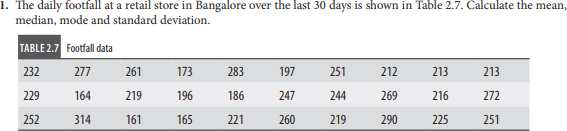 1. The daily footfall at a retail store in Bangalore over the last 30 days is shown in Table 2.7. Calculate the mean,
median, mode and standard deviation.
TABLE 2.7 Footfall data
232 277 261 173 283 197 251 212 213 213
229 164 219 196 186 247 244 269 216 272
252 314 161 165 221 260 219 290 225 251